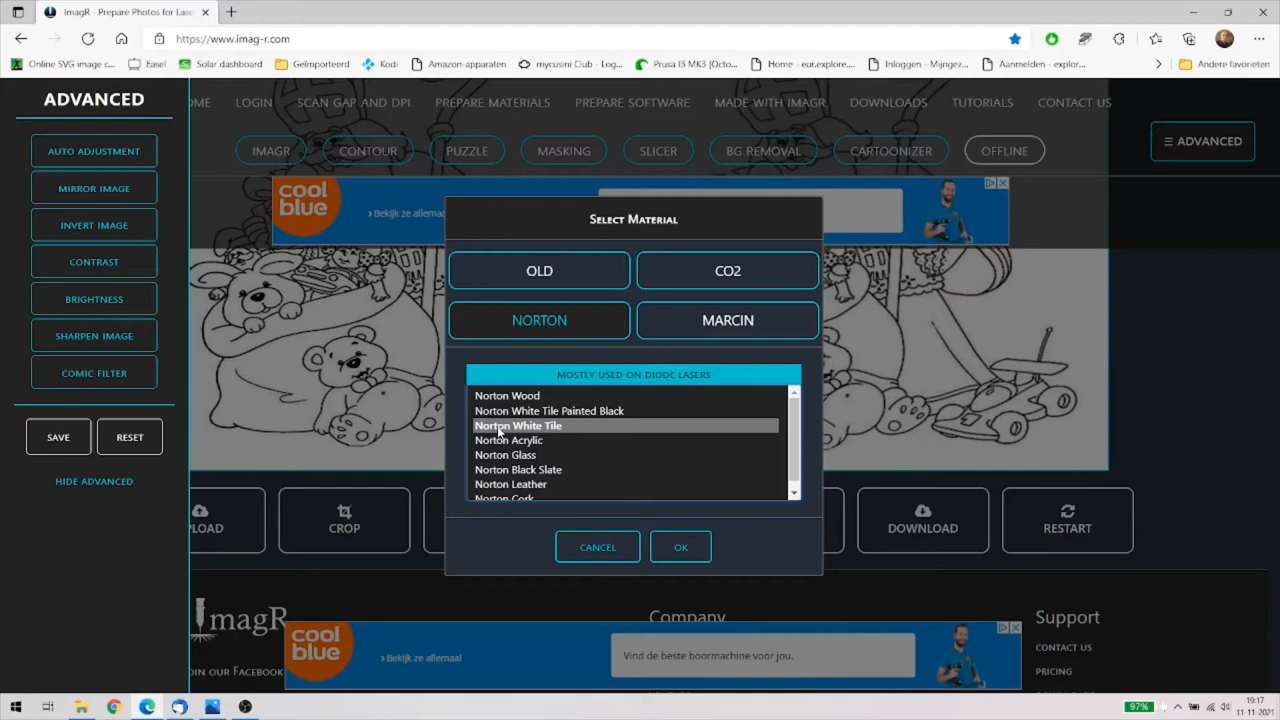 ImagR - Prepare Photos for Lase
https://www.imag-r.com
Online SVG image c...
Easel
Solar dashboard
Geïmporteerd
Kodi
Amazon-apparaten
mycusini Club - Log...
Prusa I3 MK3 [Octo...
Home - eur.explore....
Inloggen - Mijngez...
Aanmelden - explor...
Andere favorieten
ADVANCED
OME
LOGIN
SCAN GAP AND DPI
PREPARE MATERIALS
PREPARE SOFTWARE
MADE WITH IMAGR
DOWNLOADS
TUTORIALS
CONTACT US
IMAGR
CONTOUR
PUZZLE
MASKING
SLICER
BG REMOVAL
CARTOONIZER
OFFLINE
☰ ADVANCED
AUTO ADJUSTMENT
MIRROR IMAGE
INVERT IMAGE
CONTRAST
BRIGHTNESS
SHARPEN IMAGE
COMIC FILTER
SAVE
RESET
HIDE ADVANCED
cool
blue
Bekijk ze allemaa
Select Material
OLD
CO2
NORTON
MARCIN
MOSTLY USED ON DIODE LASERS
Norton Wood
Norton White Tile Painted Black
Norton White Tile
Norton Acrylic
Norton Glass
Norton Black Slate
Norton Leather
Norton Cork
CANCEL
OK
PLOAD
CROP
DOWNLOAD
RESTART
ImagR
OIN OUR FACEBOOK
Company
Support
CONTACT US
PRICING
cool
blue
Bekijk ze allemaal
Vind de beste boormachine voor jou.
97%
19:17
11-11-2021